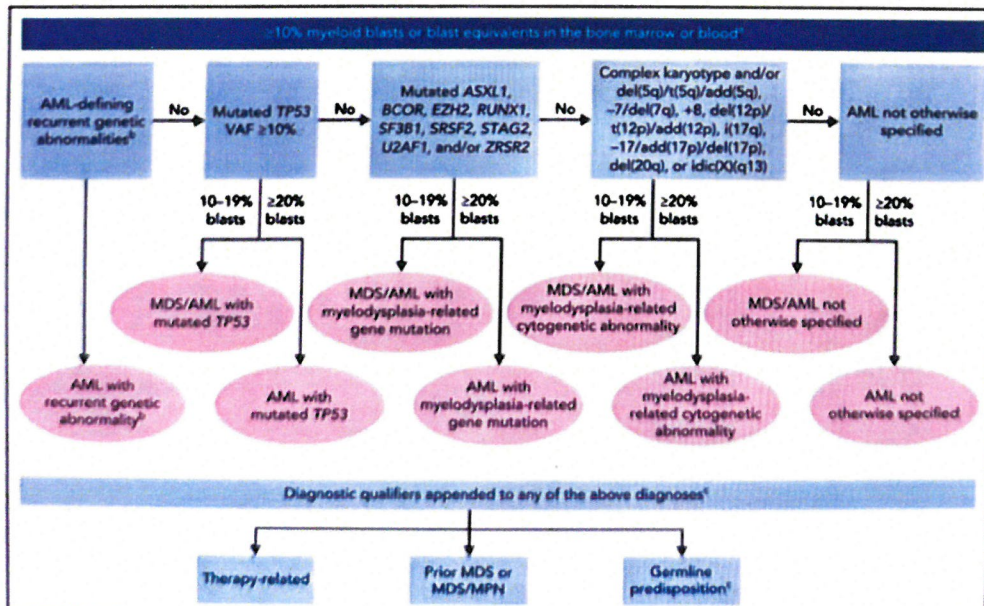 ≥10% myeloid blasts or blast equivalents in the bone marrow or bloodᵃ
AML-defining
recurrent genetic
abnormalitiesᵇ
No
Mutated TP53
VAF ≥10%
No
Mutated ASXL1,
BCOR, EZH2, RUNX1,
SF3B1, SRSF2, STAG2,
U2AF1, and/or ZRSR2
No
Complex karyotype and/or
del(5q)/t(5q)/add(5q),
−7/del(7q), +8, del(12p)/
t(12p)/add(12p), i(17q),
−17/add(17p)/del(17p),
del(20q), or idic(X)(q13)
No
AML not otherwise
specified
10–19%
blasts
≥20%
blasts
10–19%
blasts
≥20%
blasts
10–19%
blasts
≥20%
blasts
10–19%
blasts
≥20%
blasts
MDS/AML with
mutated TP53
MDS/AML with
myelodysplasia-related
gene mutation
MDS/AML with
myelodysplasia-related
cytogenetic abnormality
MDS/AML not
otherwise specified
AML with
recurrent genetic
abnormalityᵇ
AML with
mutated TP53
AML with
myelodysplasia-related
gene mutation
AML with
myelodysplasia-
related cytogenetic
abnormality
AML not
otherwise specified
Diagnostic qualifiers appended to any of the above diagnosesᶜ
Therapy-related
Prior MDS or
MDS/MPN
Germline
predisposition